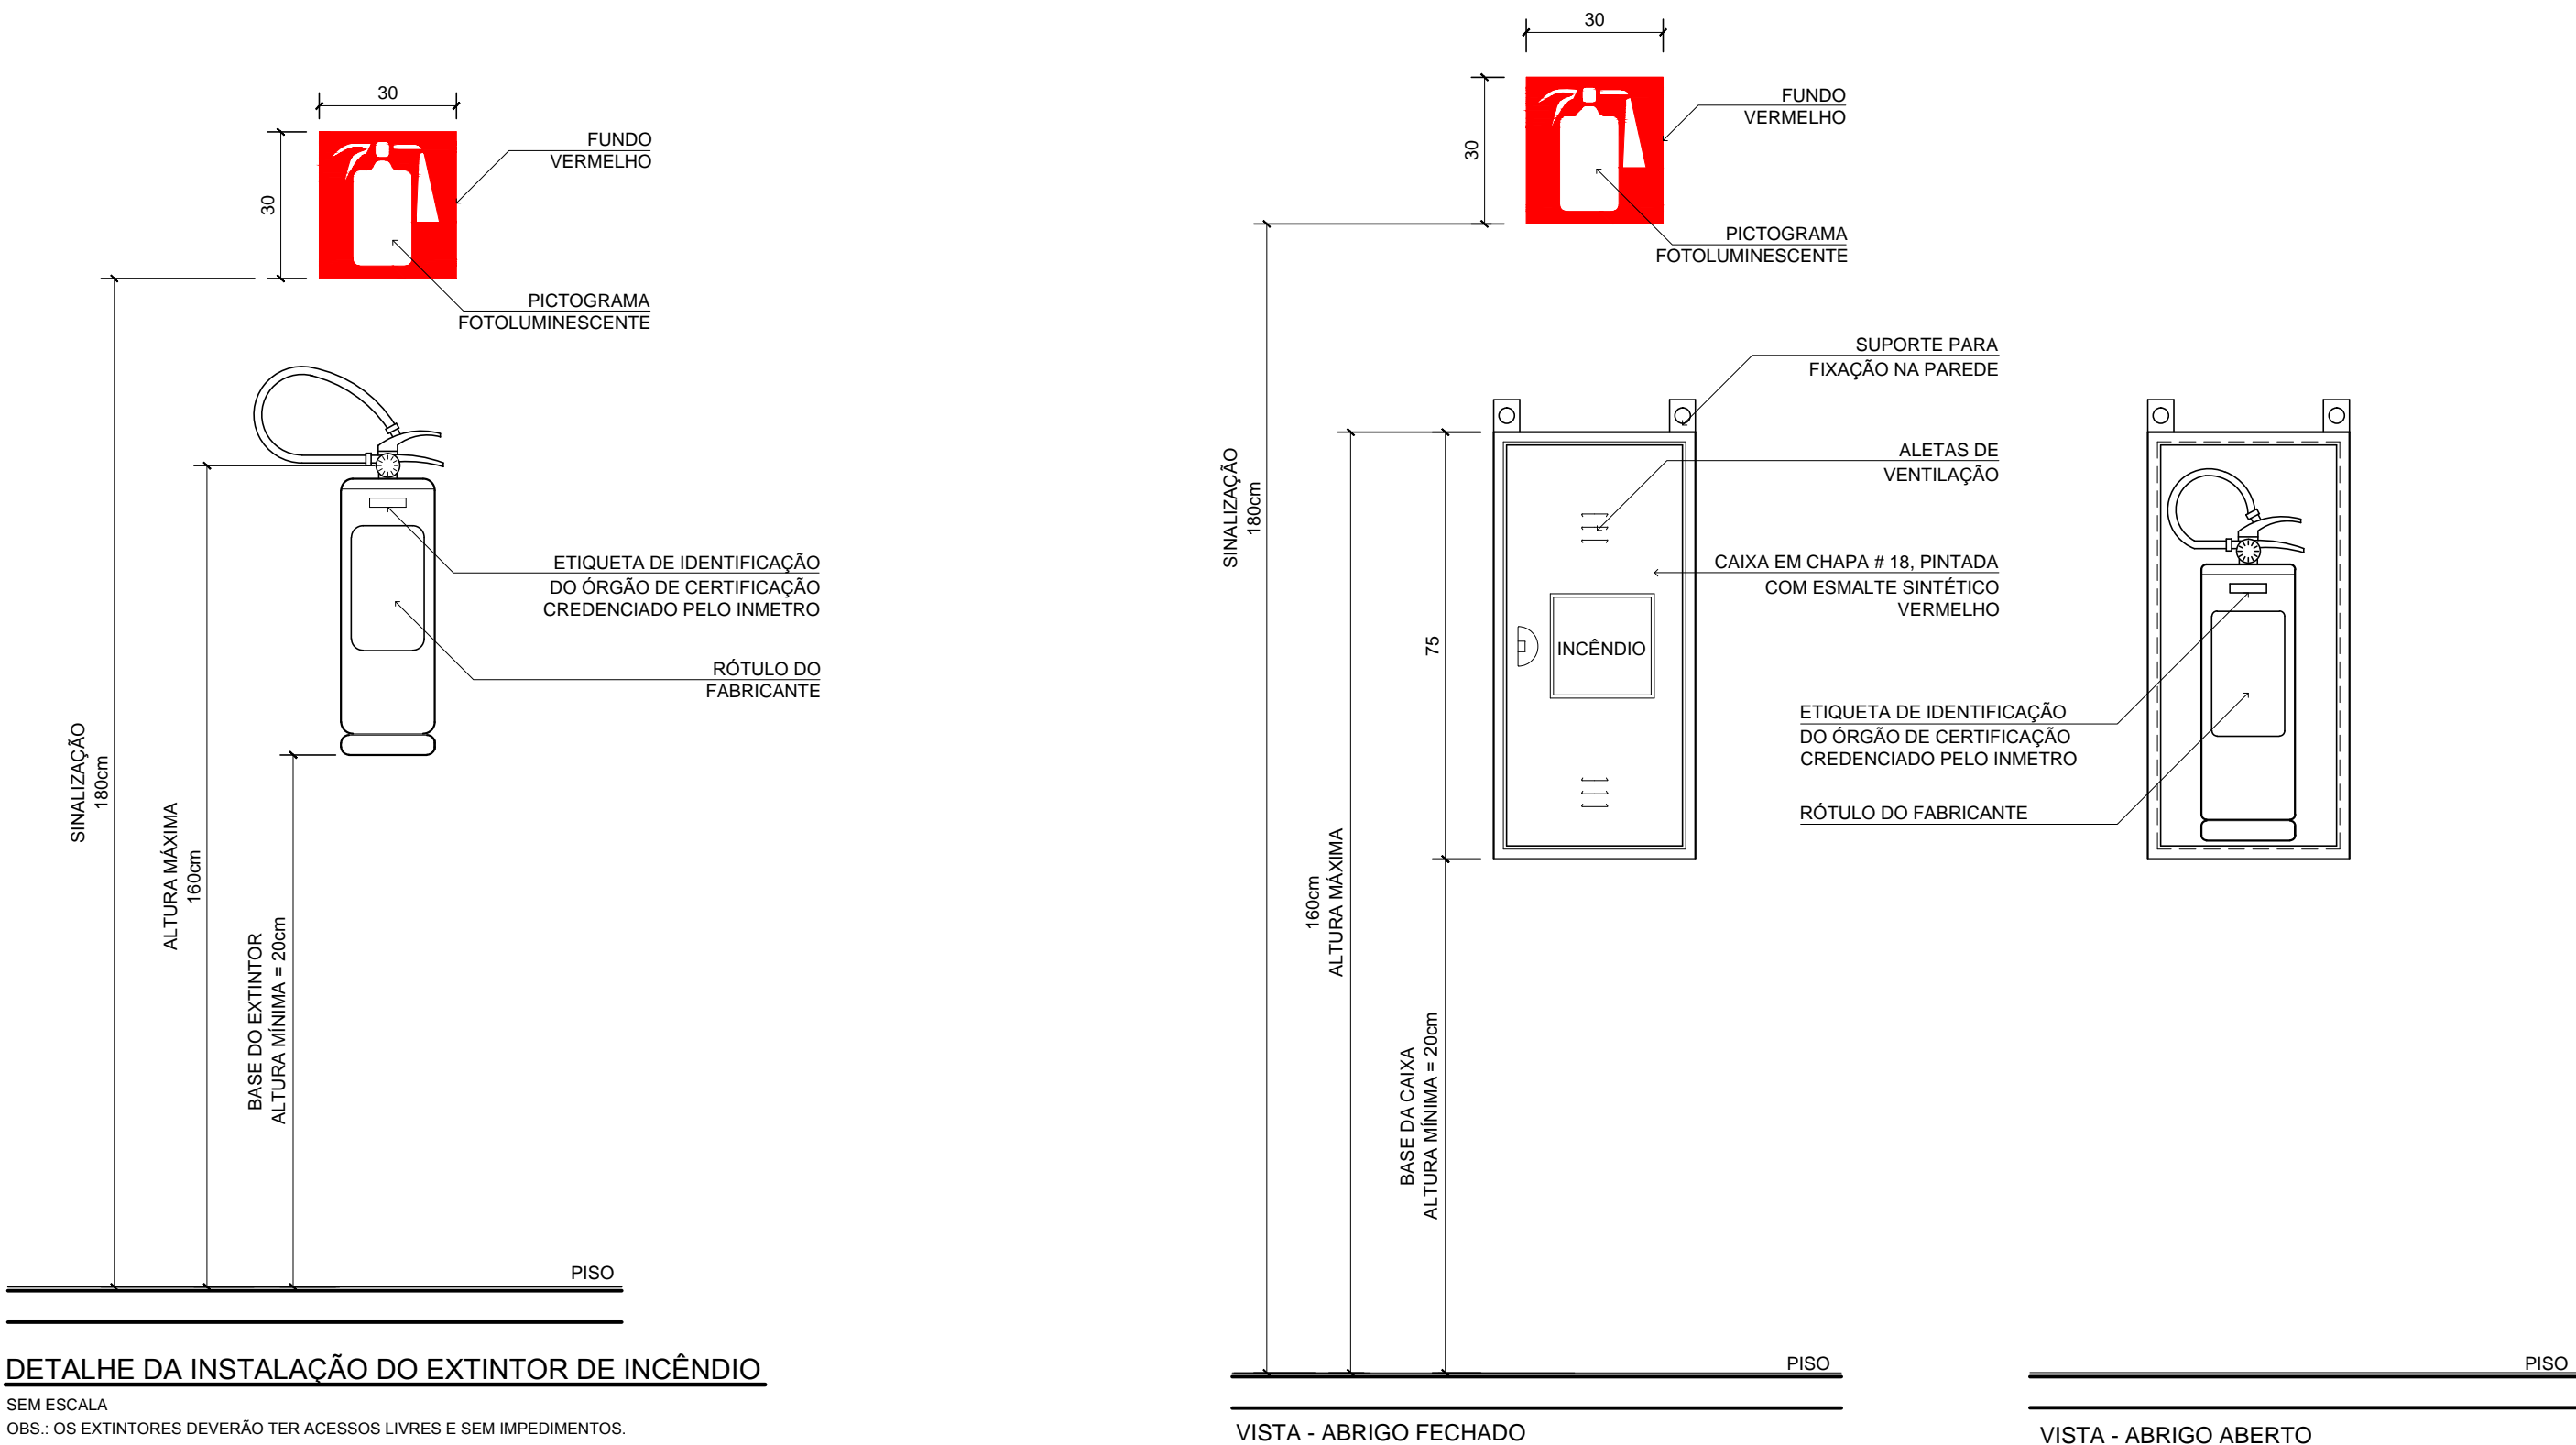 30
30
FUNDO
VERMELHO
PICTOGRAMA
FOTOLUMINESCENTE
ETIQUETA DE IDENTIFICAÇÃO
DO ÓRGÃO DE CERTIFICAÇÃO
CREDENCIADO PELO INMETRO
RÓTULO DO
FABRICANTE
SINALIZAÇÃO
180cm
ALTURA MÁXIMA
160cm
BASE DO EXTINTOR
ALTURA MÍNIMA = 20cm
PISO
DETALHE DA INSTALAÇÃO DO EXTINTOR DE INCÊNDIO
SEM ESCALA
OBS.: OS EXTINTORES DEVERÃO TER ACESSOS LIVRES E SEM IMPEDIMENTOS.
30
30
FUNDO
VERMELHO
PICTOGRAMA
FOTOLUMINESCENTE
SUPORTE PARA
FIXAÇÃO NA PAREDE
ALETAS DE
VENTILAÇÃO
CAIXA EM CHAPA # 18, PINTADA
COM ESMALTE SINTÉTICO
VERMELHO
INCÊNDIO
SINALIZAÇÃO
180cm
160cm
ALTURA MÁXIMA
75
BASE DA CAIXA
ALTURA MÍNIMA = 20cm
PISO
VISTA - ABRIGO FECHADO
ETIQUETA DE IDENTIFICAÇÃO
DO ÓRGÃO DE CERTIFICAÇÃO
CREDENCIADO PELO INMETRO
RÓTULO DO FABRICANTE
PISO
VISTA - ABRIGO ABERTO